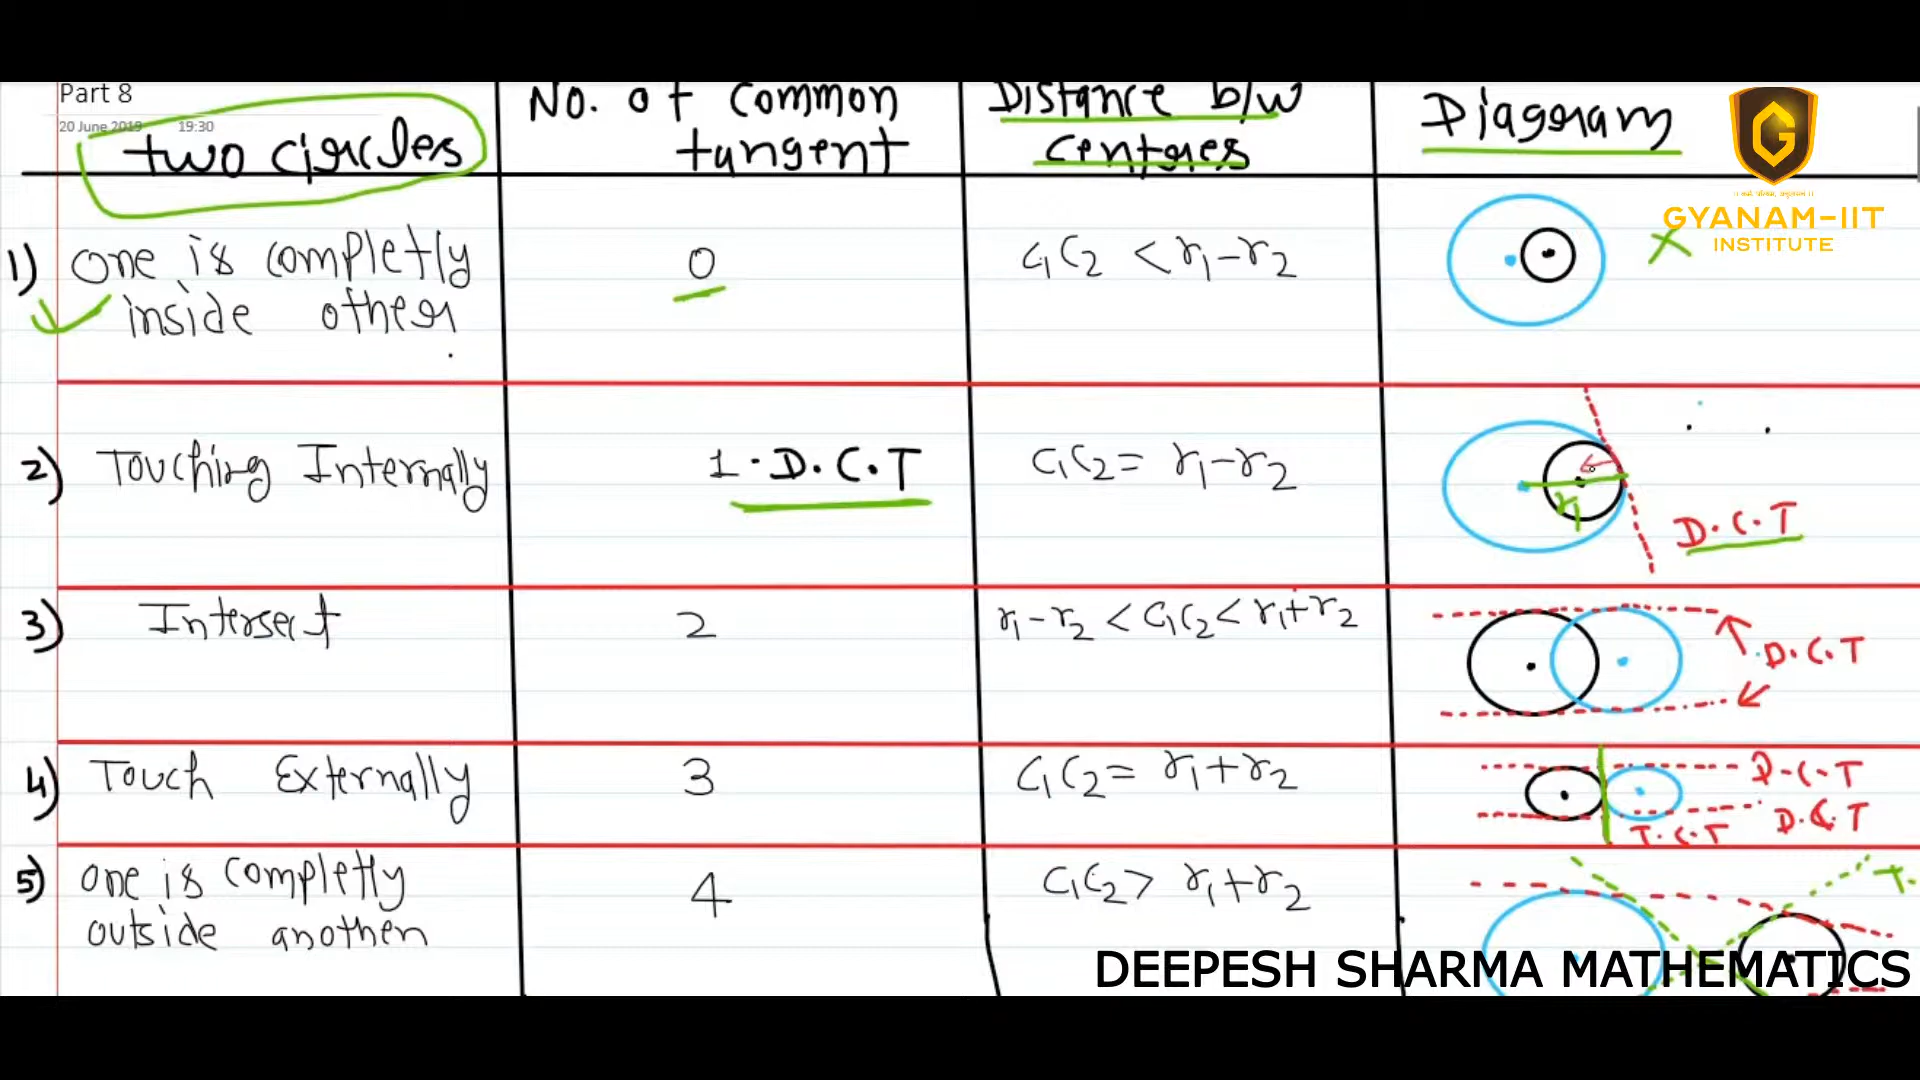 Part 8
20 June 2019 19:30
two circles
No. of common
tangent
Distance b/w
centres
Diagram
GYANAM-IIT
INSTITUTE
1) One is completly
inside other
0
C1C2 < r1-r2
2) Touching Internally
1. D.C.T
C1C2 = r1-r2
r1
D.C.T
3) Intersect
2
r1-r2 < C1C2 < r1+r2
D.C.T
4) Touch Externally
3
C1C2 = r1+r2
D.C.T
D.C.T
T.C.T
5) one is completly
outside another
4
C1C2 > r1+r2
T.
DEEPESH SHARMA MATHEMATICS